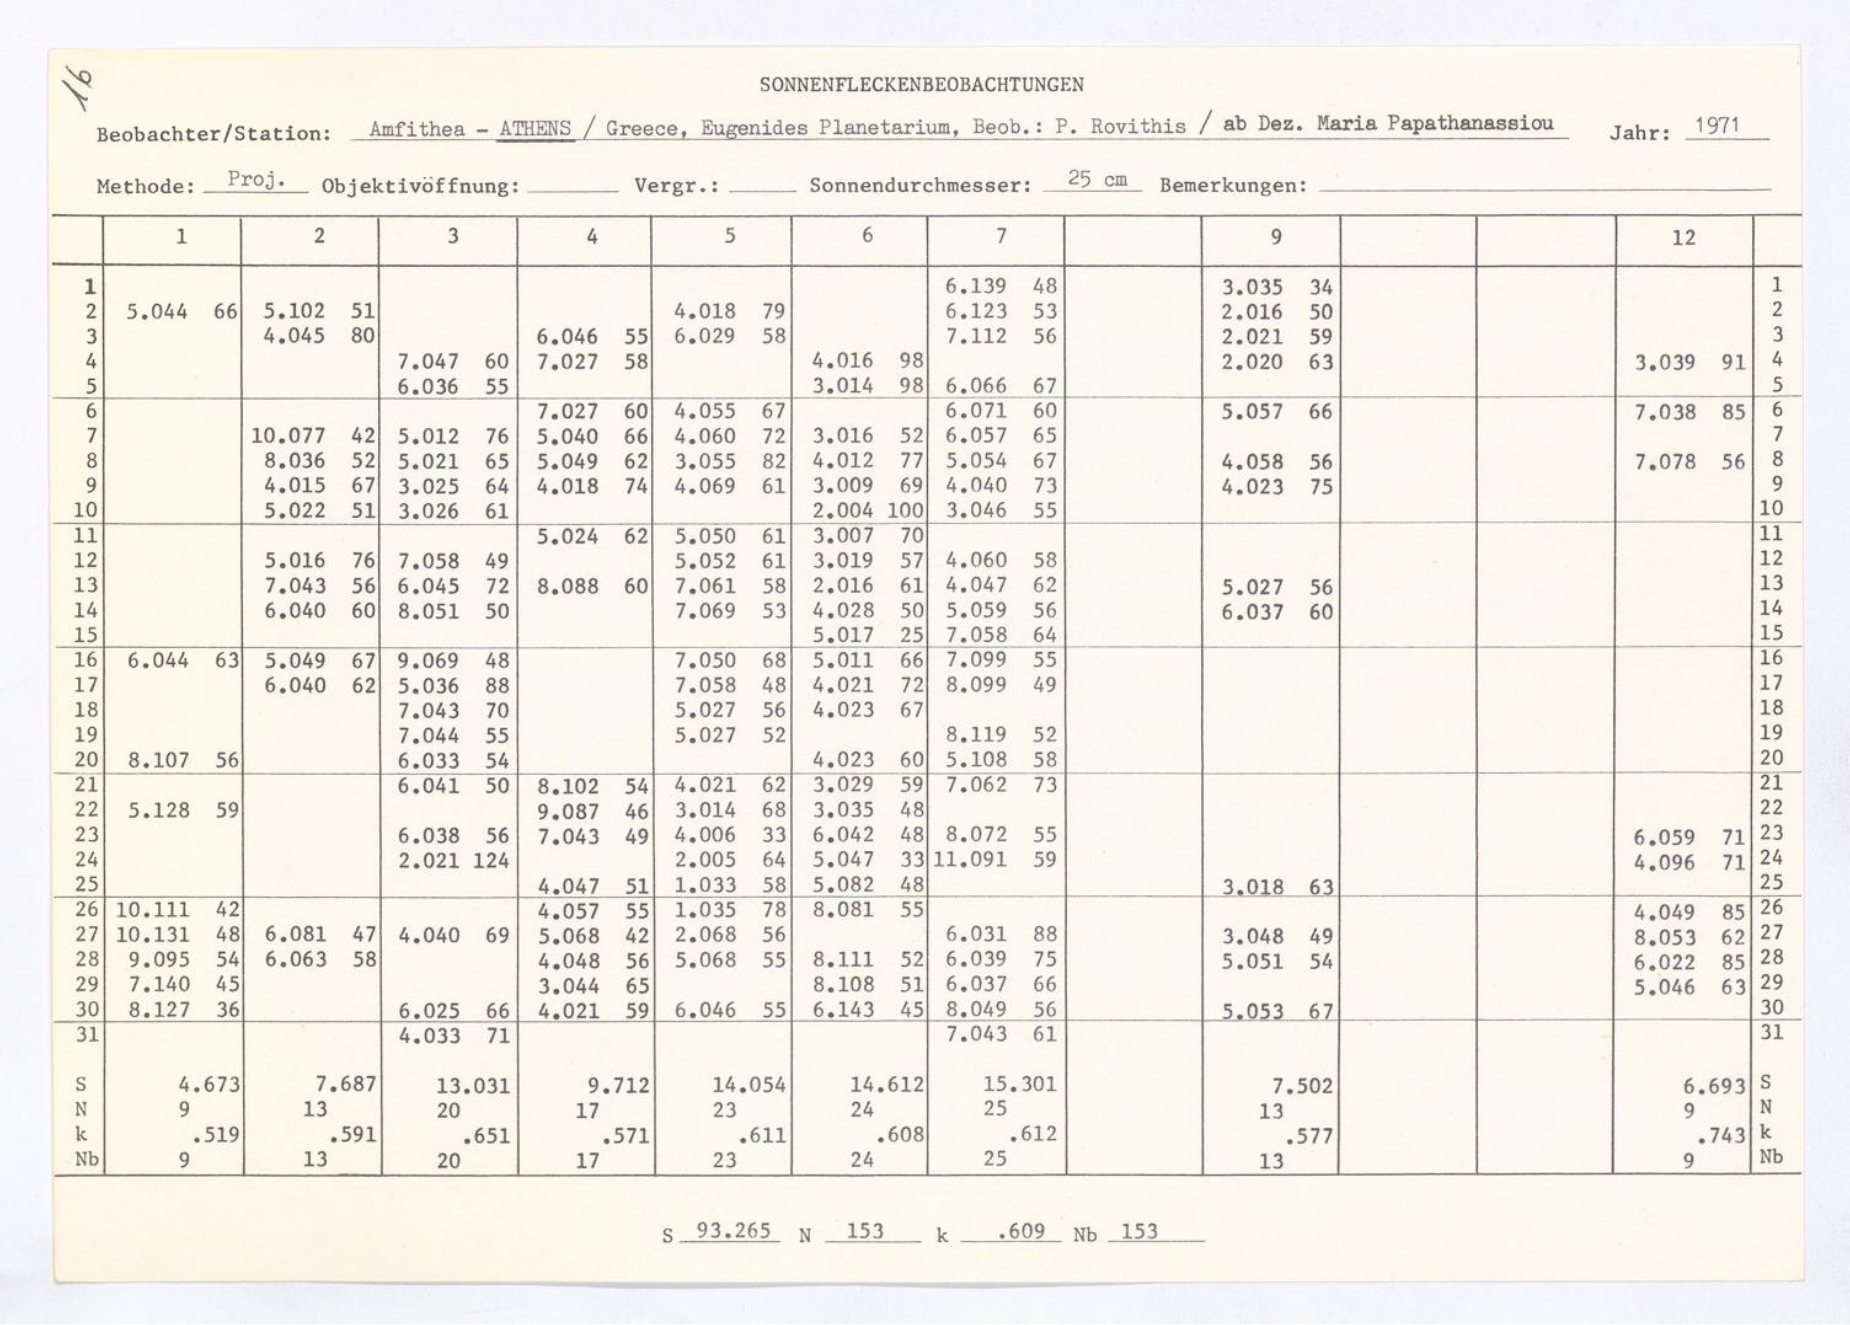 16
SONNENFLECKENBEOBACHTUNGEN
Beobachter/Station: Amfithea - ATHENS / Greece, Eugenides Planetarium, Beob.: P. Rovithis / ab Dez. Maria Papathanassiou Jahr: 1971
Methode: Proj. Objektivöffnung: Vergr.: Sonnendurchmesser: 25 cm Bemerkungen:
1 2 3 4 5 6 7 9 12
1 6.139 48 3.035 34 1
2 5.044 66 5.102 51 4.018 79 6.123 53 2.016 50 2
3 4.045 80 6.046 55 6.029 58 7.112 56 2.021 59 3
4 7.047 60 7.027 58 4.016 98 2.020 63 3.039 91 4
5 6.036 55 3.014 98 6.066 67 5
6 7.027 60 4.055 67 6.071 60 5.057 66 7.038 85 6
7 10.077 42 5.012 76 5.040 66 4.060 72 3.016 52 6.057 65 7
8 8.036 52 5.021 65 5.049 62 3.055 82 4.012 77 5.054 67 4.058 56 7.078 56 8
9 4.015 67 3.025 64 4.018 74 4.069 61 3.009 69 4.040 73 4.023 75 9
10 5.022 51 3.026 61 2.004 100 3.046 55 10
11 5.024 62 5.050 61 3.007 70 11
12 5.016 76 7.058 49 5.052 61 3.019 57 4.060 58 12
13 7.043 56 6.045 72 8.088 60 7.061 58 2.016 61 4.047 62 5.027 56 13
14 6.040 60 8.051 50 7.069 53 4.028 50 5.059 56 6.037 60 14
15 5.017 25 7.058 64 15
16 6.044 63 5.049 67 9.069 48 7.050 68 5.011 66 7.099 55 16
17 6.040 62 5.036 88 7.058 48 4.021 72 8.099 49 17
18 7.043 70 5.027 56 4.023 67 18
19 7.044 55 5.027 52 8.119 52 19
20 8.107 56 6.033 54 4.023 60 5.108 58 20
21 6.041 50 8.102 54 4.021 62 3.029 59 7.062 73 21
22 5.128 59 9.087 46 3.014 68 3.035 48 22
23 6.038 56 7.043 49 4.006 33 6.042 48 8.072 55 6.059 71 23
24 2.021 124 2.005 64 5.047 33 11.091 59 4.096 71 24
25 4.047 51 1.033 58 5.082 48 3.018 63 25
26 10.111 42 4.057 55 1.035 78 8.081 55 4.049 85 26
27 10.131 48 6.081 47 4.040 69 5.068 42 2.068 56 6.031 88 3.048 49 8.053 62 27
28 9.095 54 6.063 58 4.048 56 5.068 55 8.111 52 6.039 75 5.051 54 6.022 85 28
29 7.140 45 3.044 65 8.108 51 6.037 66 5.046 63 29
30 8.127 36 6.025 66 4.021 59 6.046 55 6.143 45 8.049 56 5.053 67 30
31 4.033 71 7.043 61 31
S 4.673 7.687 13.031 9.712 14.054 14.612 15.301 7.502 6.693 S
N 9 13 20 17 23 24 25 13 9 N
k .519 .591 .651 .571 .611 .608 .612 .577 .743 k
Nb 9 13 20 17 23 24 25 13 9 Nb
S 93.265 N 153 k .609 Nb 153